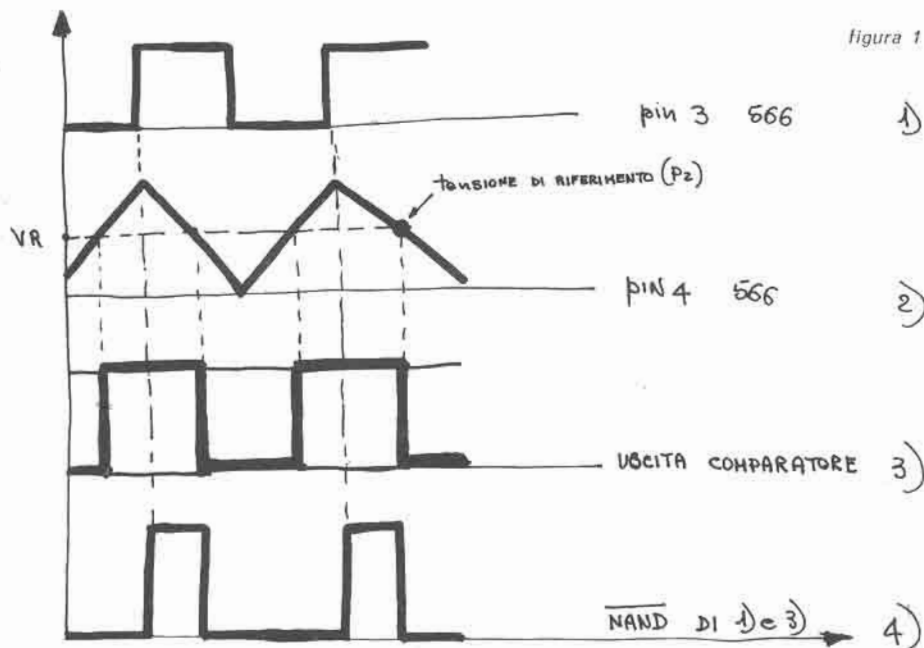 figura 1
pin 3 566 1)
TENSIONE DI RIFERIMENTO (P2)
VR
PIN 4 566 2)
USCITA COMPARATORE 3)
N̅A̅N̅D̅ DI 1) e 3) 4)